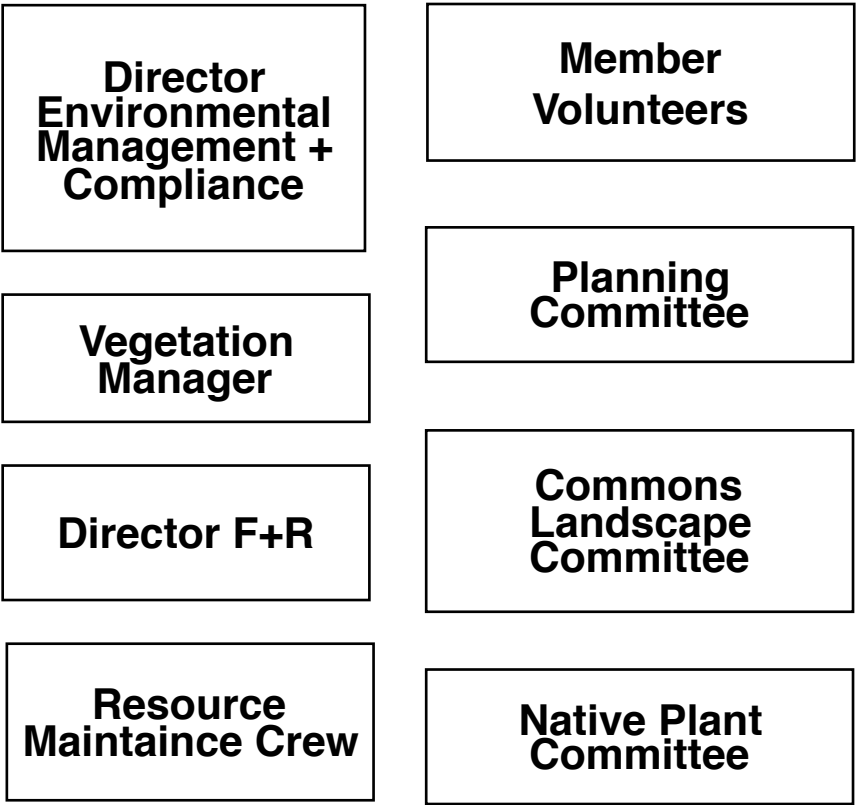 Director
Environmental
Management +
Compliance
Vegetation
Manager
Director F+R
Resource
Maintaince Crew
Member
Volunteers
Planning
Committee
Commons
Landscape
Committee
Native Plant
Committee